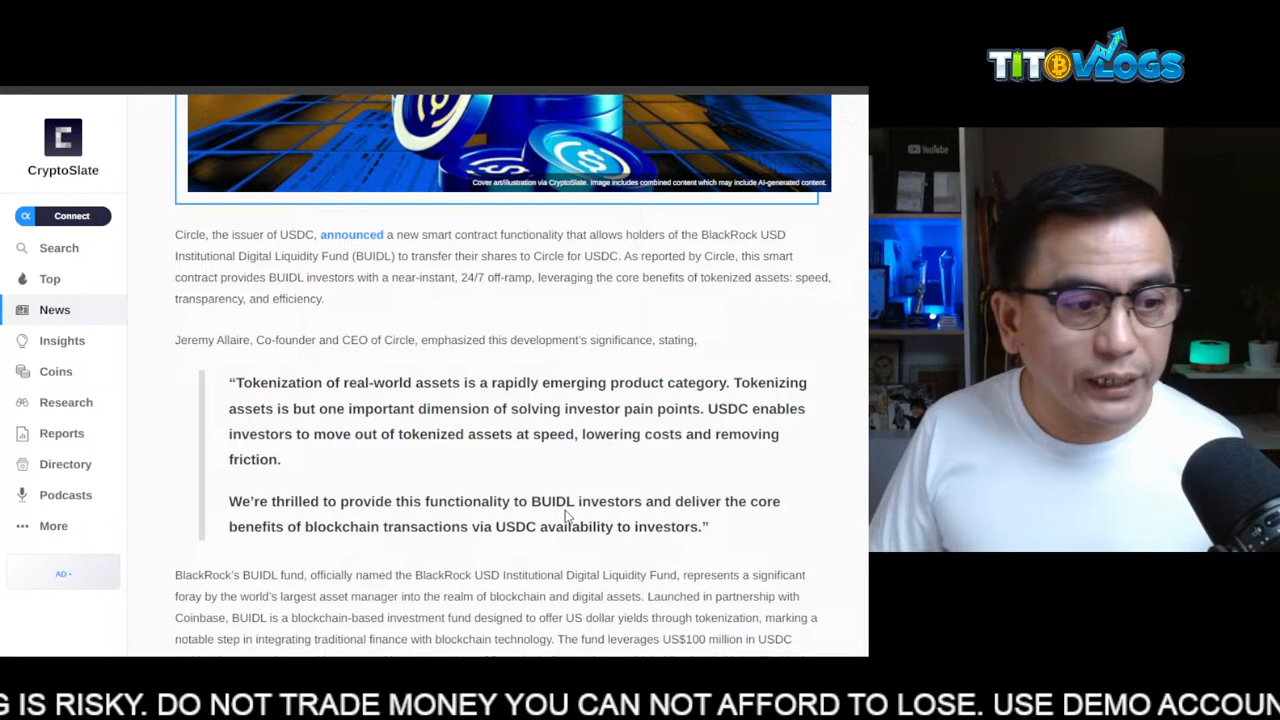 TITOVLOGS
YouTube
CryptoSlate
Connect
Search
Top
News
Insights
Coins
Research
Reports
Directory
Podcasts
More
AD
Cover art/illustration via CryptoSlate. Image includes combined content which may include AI-generated content.
Circle, the issuer of USDC, announced a new smart contract functionality that allows holders of the BlackRock USD
Institutional Digital Liquidity Fund (BUIDL) to transfer their shares to Circle for USDC. As reported by Circle, this smart
contract provides BUIDL investors with a near-instant, 24/7 off-ramp, leveraging the core benefits of tokenized assets: speed,
transparency, and efficiency.
Jeremy Allaire, Co-founder and CEO of Circle, emphasized this development's significance, stating,
“Tokenization of real-world assets is a rapidly emerging product category. Tokenizing
assets is but one important dimension of solving investor pain points. USDC enables
investors to move out of tokenized assets at speed, lowering costs and removing
friction.
We're thrilled to provide this functionality to BUIDL investors and deliver the core
benefits of blockchain transactions via USDC availability to investors.”
BlackRock's BUIDL fund, officially named the BlackRock USD Institutional Digital Liquidity Fund, represents a significant
foray by the world's largest asset manager into the realm of blockchain and digital assets. Launched in partnership with
Coinbase, BUIDL is a blockchain-based investment fund designed to offer US dollar yields through tokenization, marking a
notable step in integrating traditional finance with blockchain technology. The fund leverages US$100 million in USDC
G IS RISKY. DO NOT TRADE MONEY YOU CAN NOT AFFORD TO LOSE. USE DEMO ACCOUN